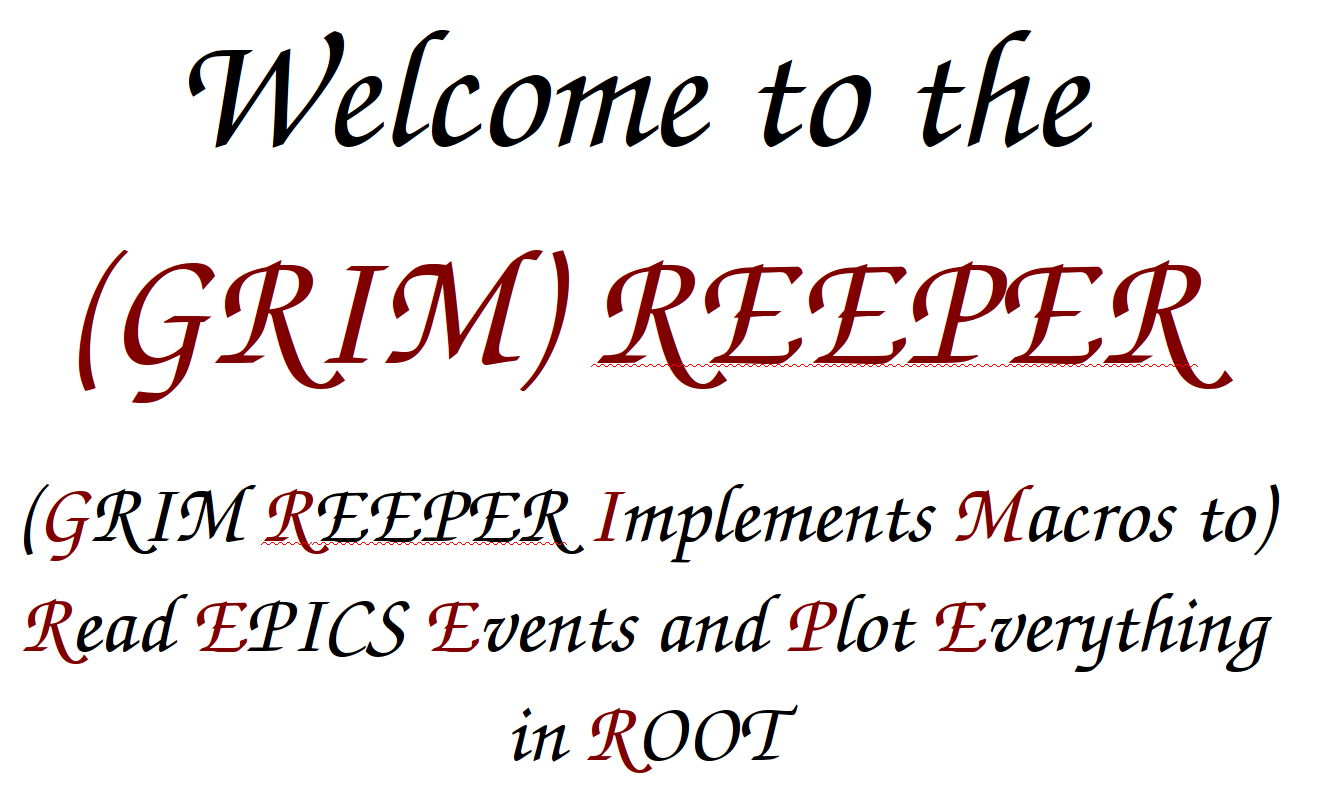 Welcome to the
(GRIM) REEPER
(GRIM REEPER Implements Macros to)
Read EPICS Events and Plot Everything
in ROOT